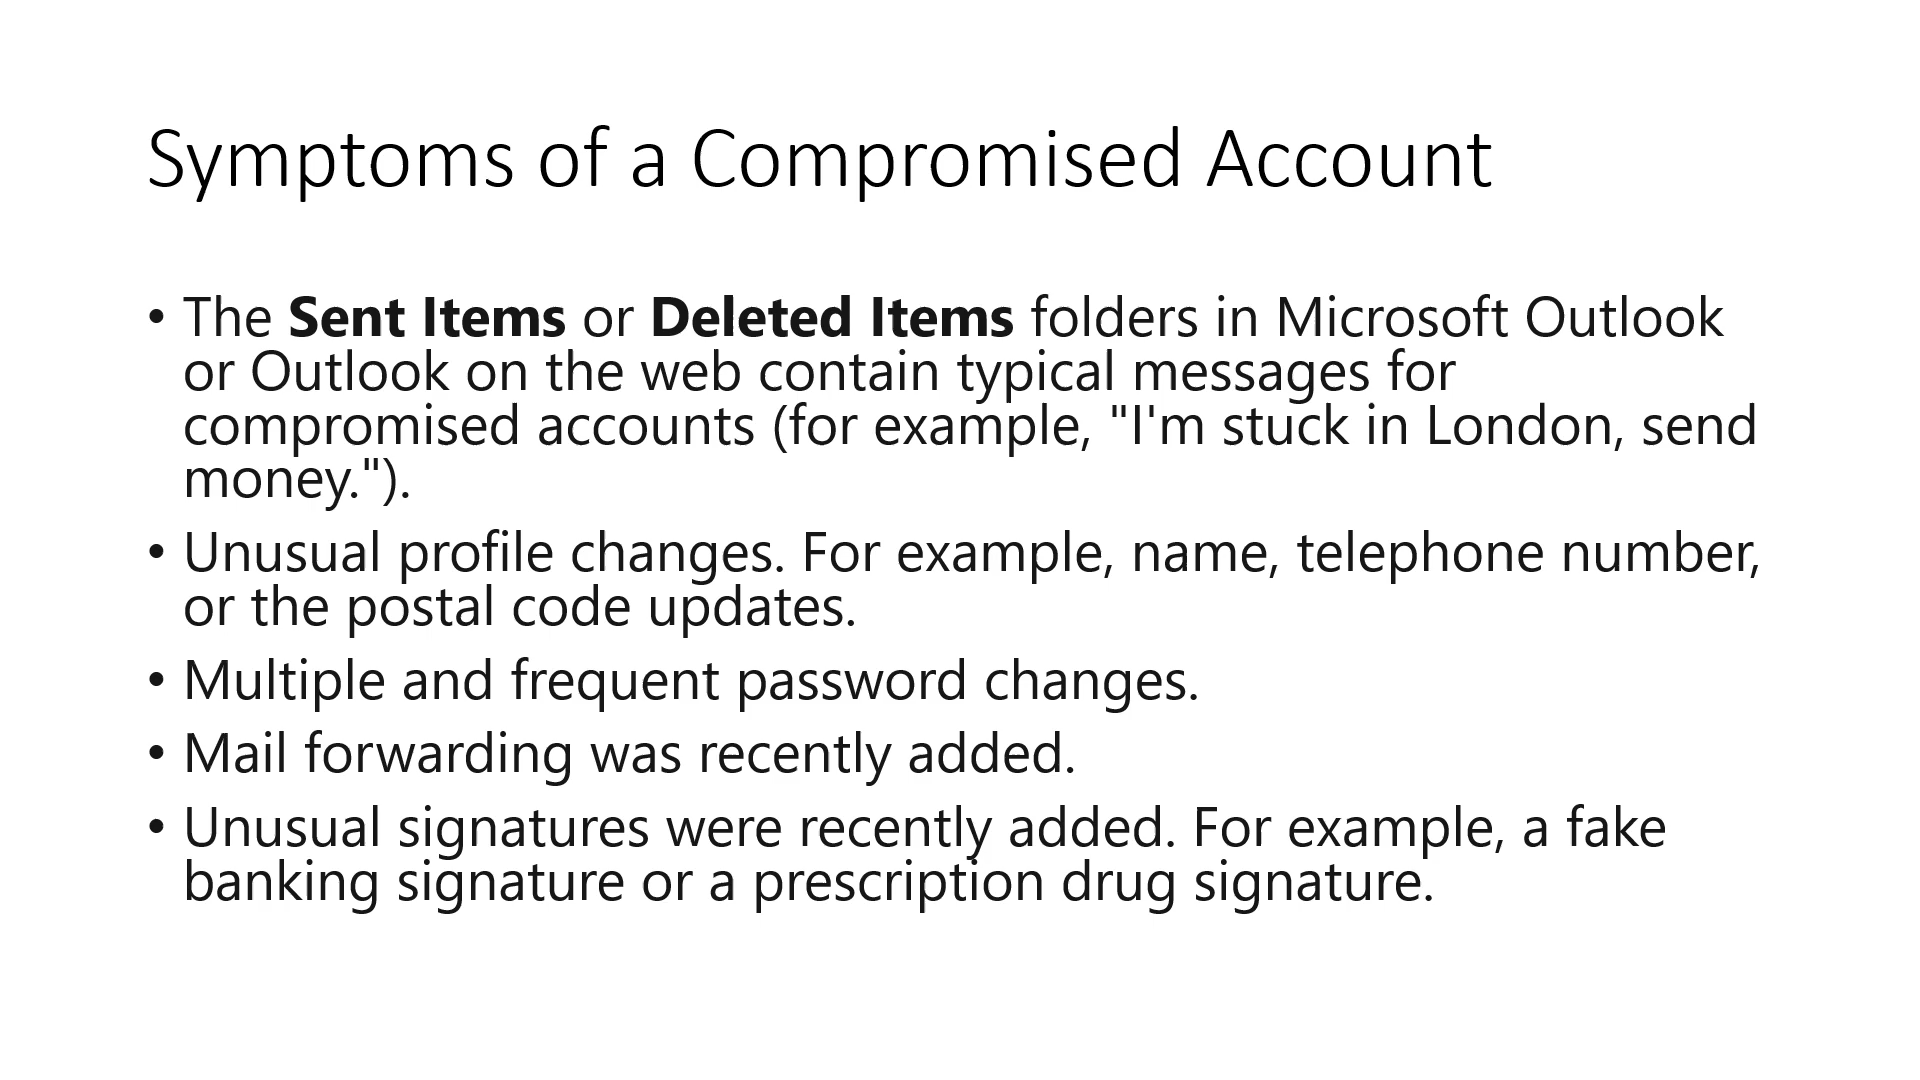 Symptoms of a Compromised Account
• The Sent Items or Deleted Items folders in Microsoft Outlook
or Outlook on the web contain typical messages for
compromised accounts (for example, "I'm stuck in London, send
money.").
• Unusual profile changes. For example, name, telephone number,
or the postal code updates.
• Multiple and frequent password changes.
• Mail forwarding was recently added.
• Unusual signatures were recently added. For example, a fake
banking signature or a prescription drug signature.